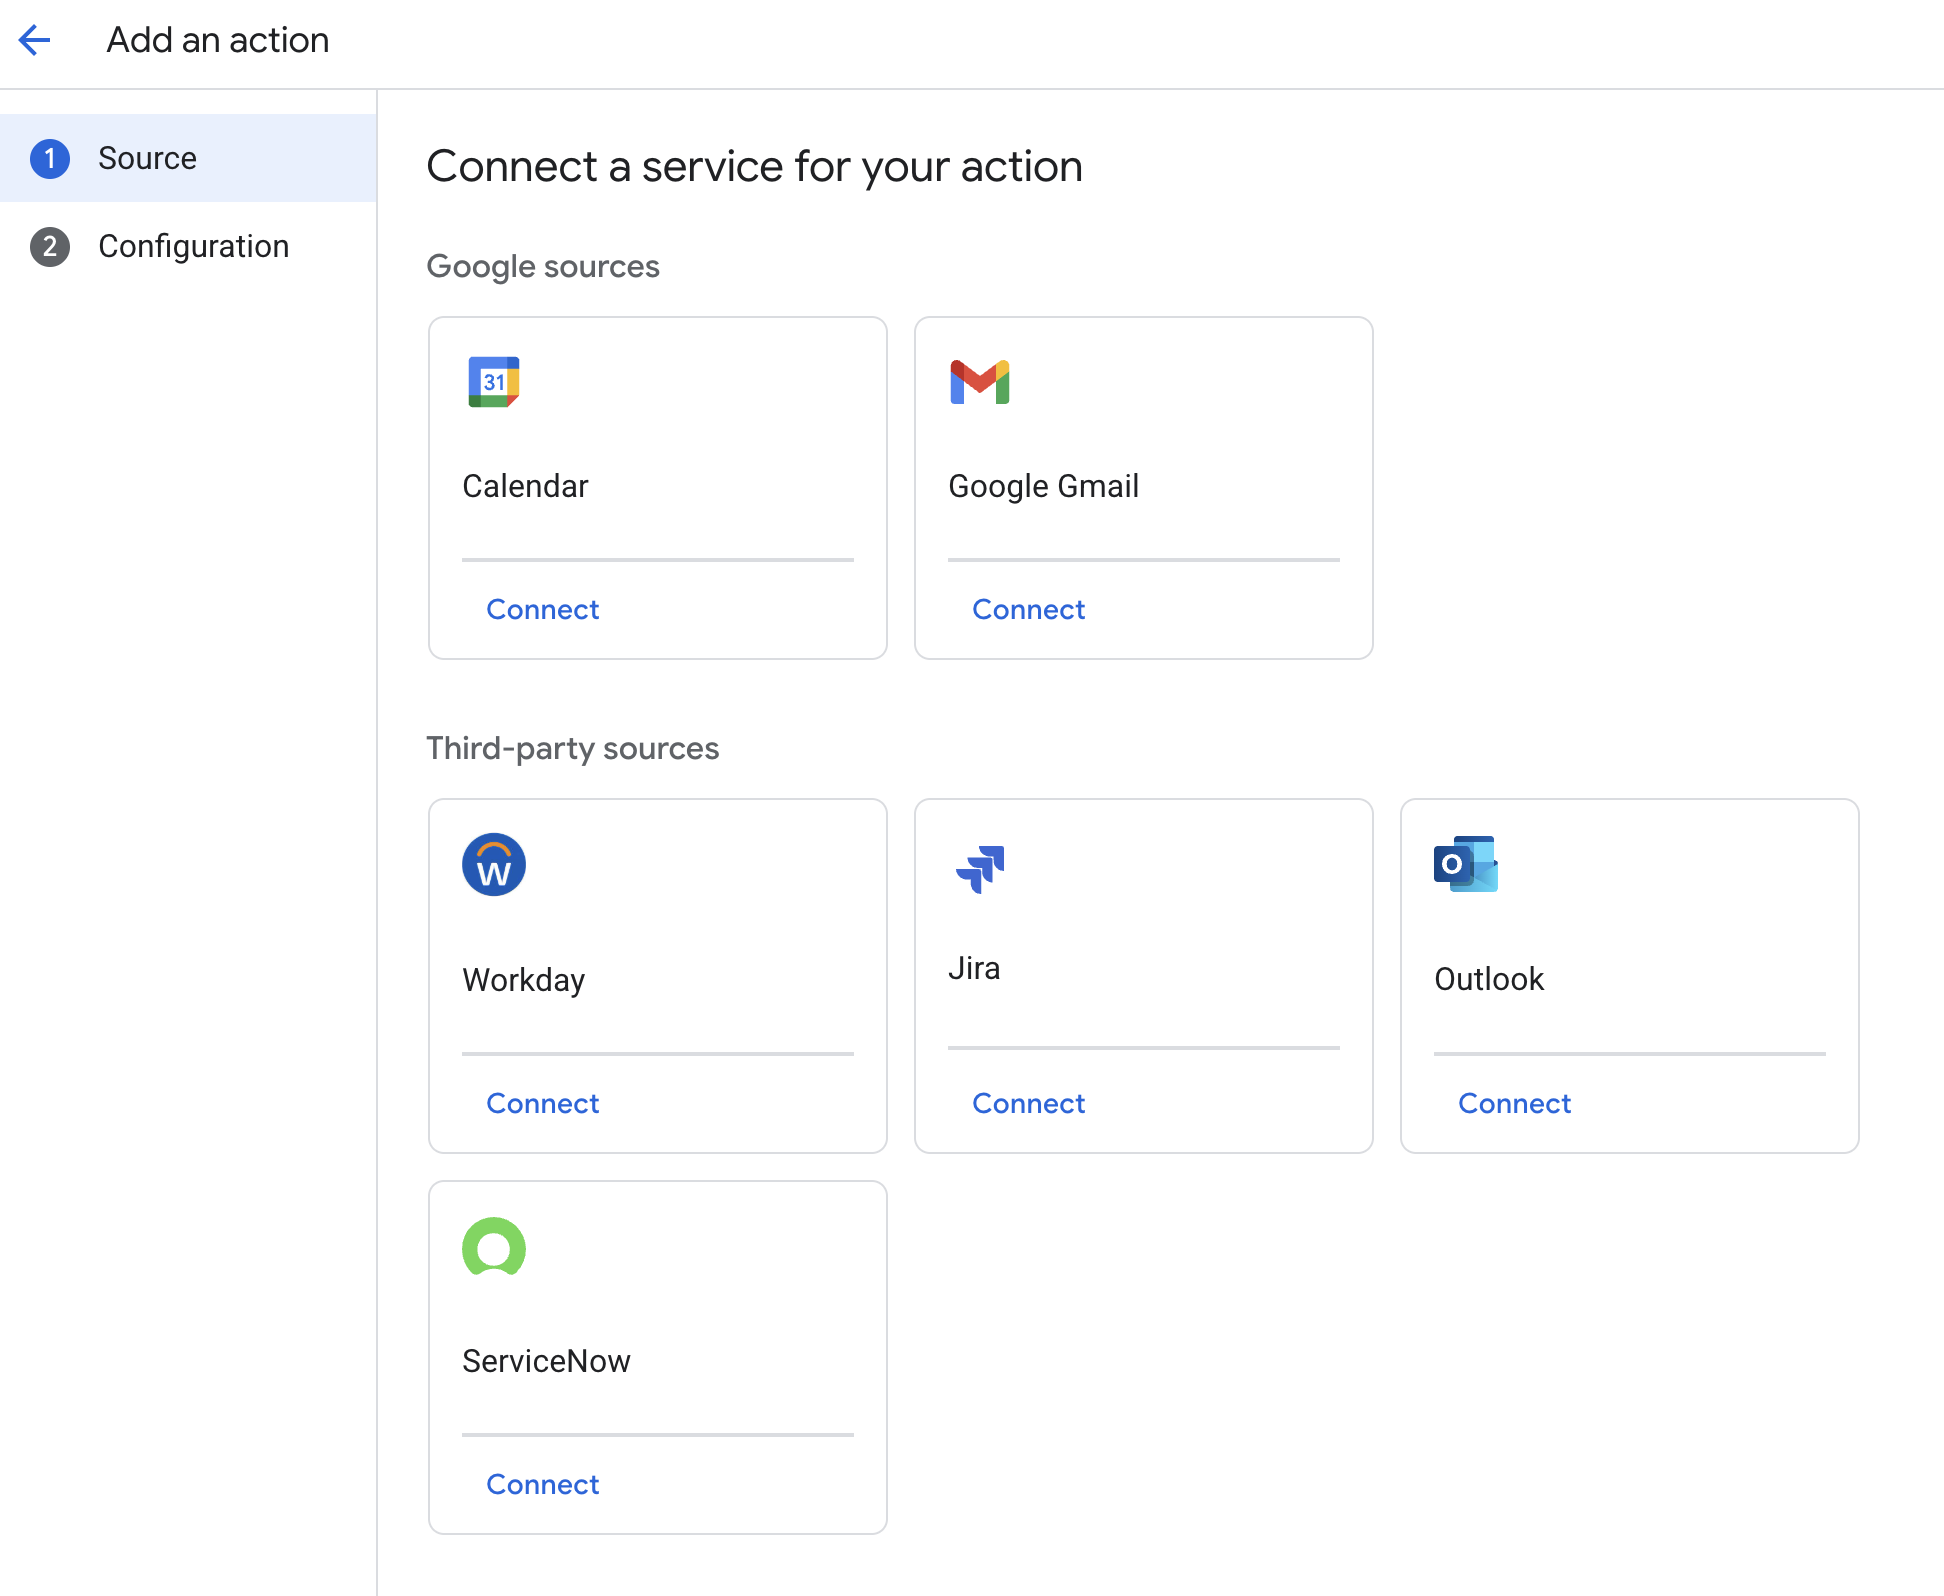 Add an action
1 Source
2 Configuration
Connect a service for your action
Google sources
31
Calendar
Connect
Google Gmail
Connect
Third-party sources
W
Workday
Connect
Jira
Connect
O
Outlook
Connect
ServiceNow
Connect